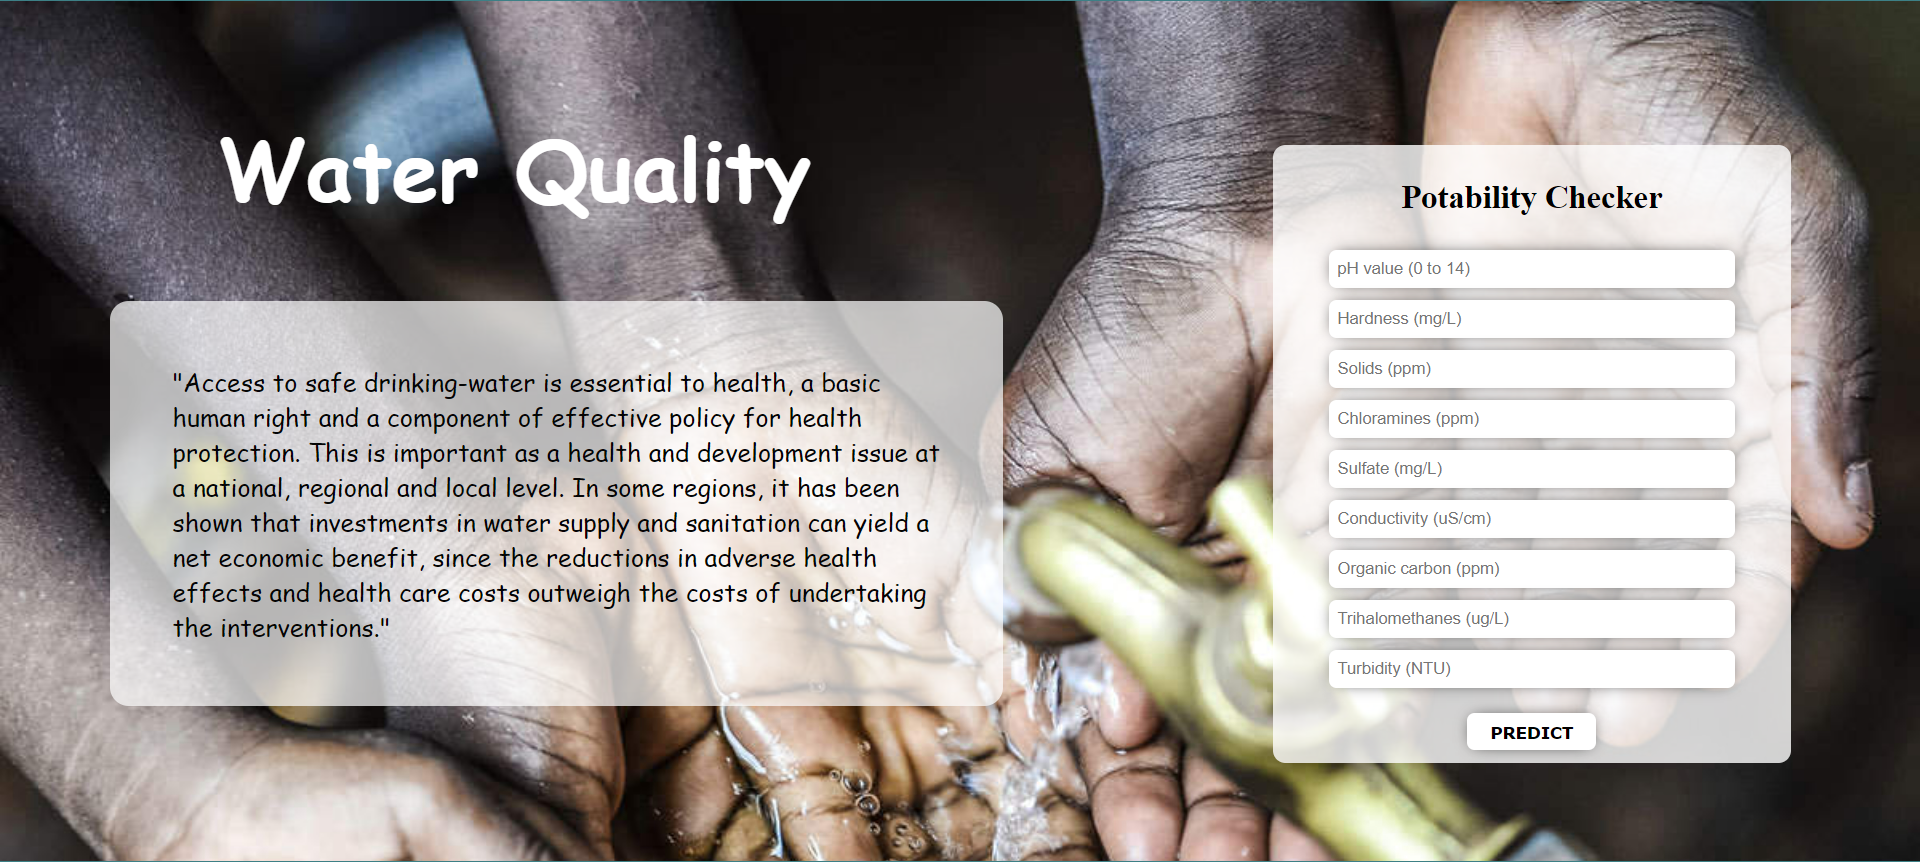 Water Quality
"Access to safe drinking-water is essential to health, a basic
human right and a component of effective policy for health
protection. This is important as a health and development issue at
a national, regional and local level. In some regions, it has been
shown that investments in water supply and sanitation can yield a
net economic benefit, since the reductions in adverse health
effects and health care costs outweigh the costs of undertaking
the interventions."
Potability Checker
pH value (0 to 14)
Hardness (mg/L)
Solids (ppm)
Chloramines (ppm)
Sulfate (mg/L)
Conductivity (uS/cm)
Organic carbon (ppm)
Trihalomethanes (ug/L)
Turbidity (NTU)
PREDICT